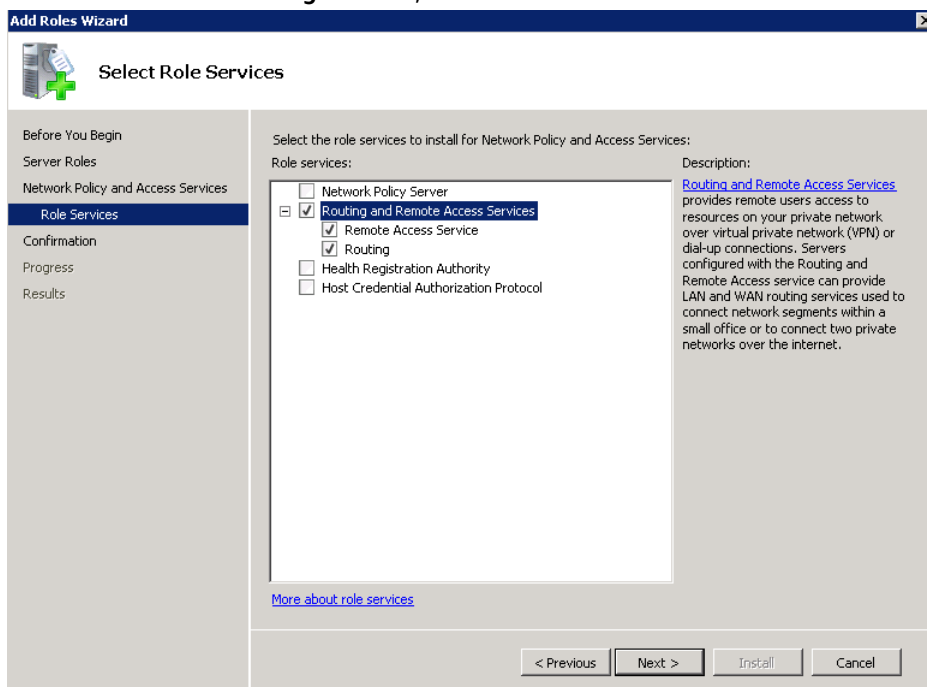 Add Roles Wizard
Select Role Services
Before You Begin
Server Roles
Network Policy and Access Services
Role Services
Confirmation
Progress
Results
Select the role services to install for Network Policy and Access Services:
Role services:
Network Policy Server
Routing and Remote Access Services
Remote Access Service
Routing
Health Registration Authority
Host Credential Authorization Protocol
More about role services
Description:
Routing and Remote Access Services
provides remote users access to
resources on your private network
over virtual private network (VPN) or
dial-up connections. Servers
configured with the Routing and
Remote Access service can provide
LAN and WAN routing services used to
connect network segments within a
small office or to connect two private
networks over the internet.
< Previous
Next >
Install
Cancel